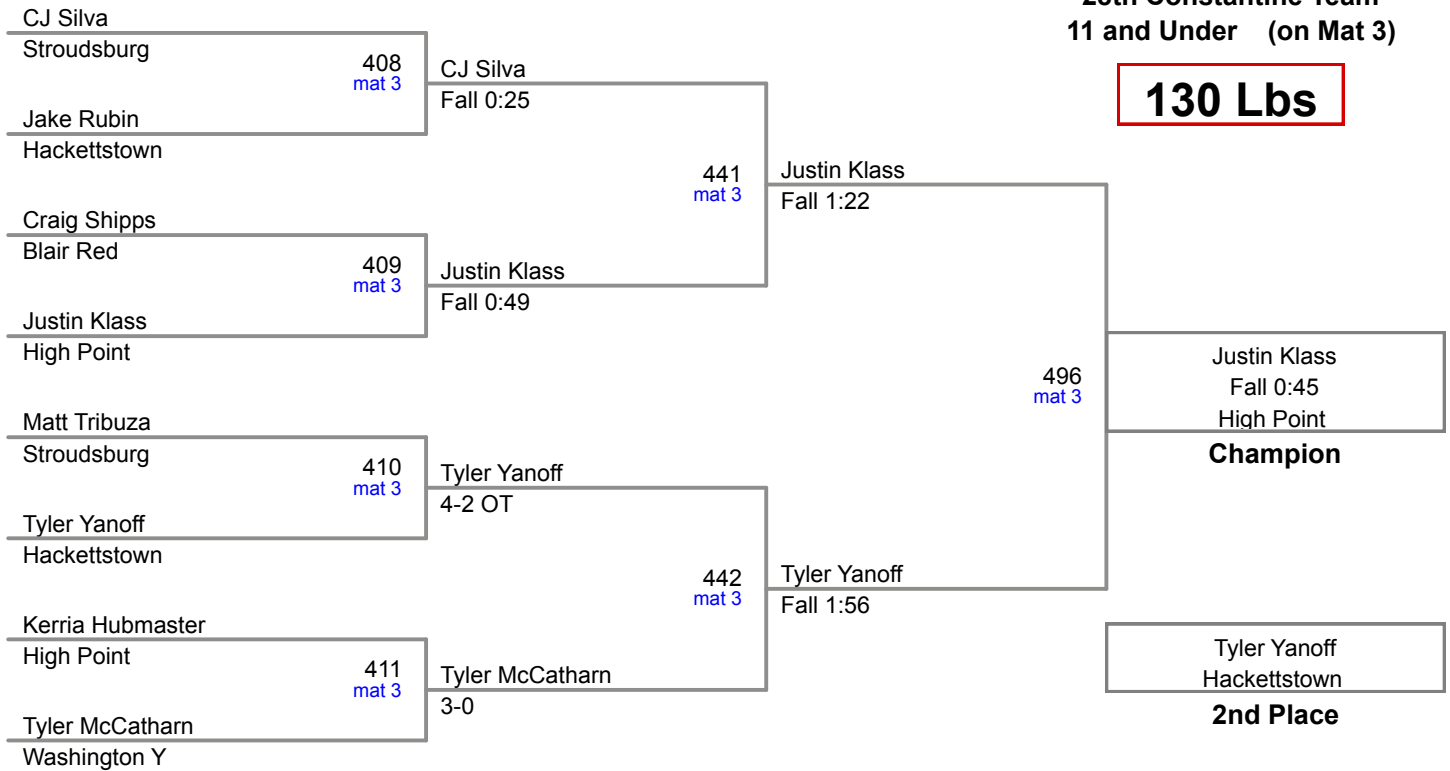 CJ Silva
Stroudsburg
408
mat 3
Jake Rubin
Hackettstown
CJ Silva
Fall 0:25
Craig Shipps
Blair Red
409
mat 3
Justin Klass
High Point
Justin Klass
Fall 0:49
441
mat 3
Justin Klass
Fall 1:22
Matt Tribuza
Stroudsburg
410
mat 3
Tyler Yanoff
Hackettstown
Tyler Yanoff
4-2 OT
Kerria Hubmaster
High Point
411
mat 3
Tyler McCatharn
Washington Y
Tyler McCatharn
3-0
442
mat 3
Tyler Yanoff
Fall 1:56
496
mat 3
Constantine Team
11 and Under (on Mat 3)
130 Lbs
Justin Klass
Fall 0:45
High Point
Champion
Tyler Yanoff
Hackettstown
2nd Place